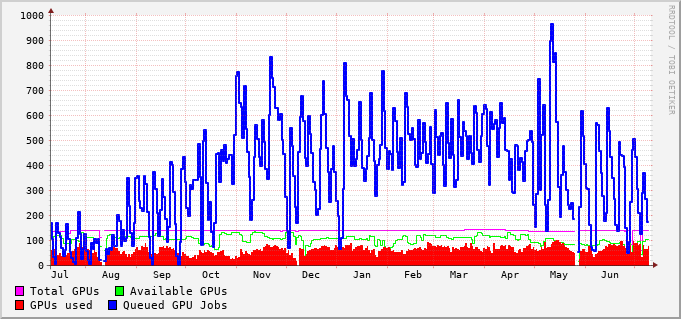 1000
900
800
700
600
500
400
300
200
100
0
Jul Aug Sep Oct Nov Dec Jan Feb Mar Apr May Jun
Total GPUs Available GPUs
GPUs used Queued GPU Jobs
RRDTOOL / TOBI OETIKER